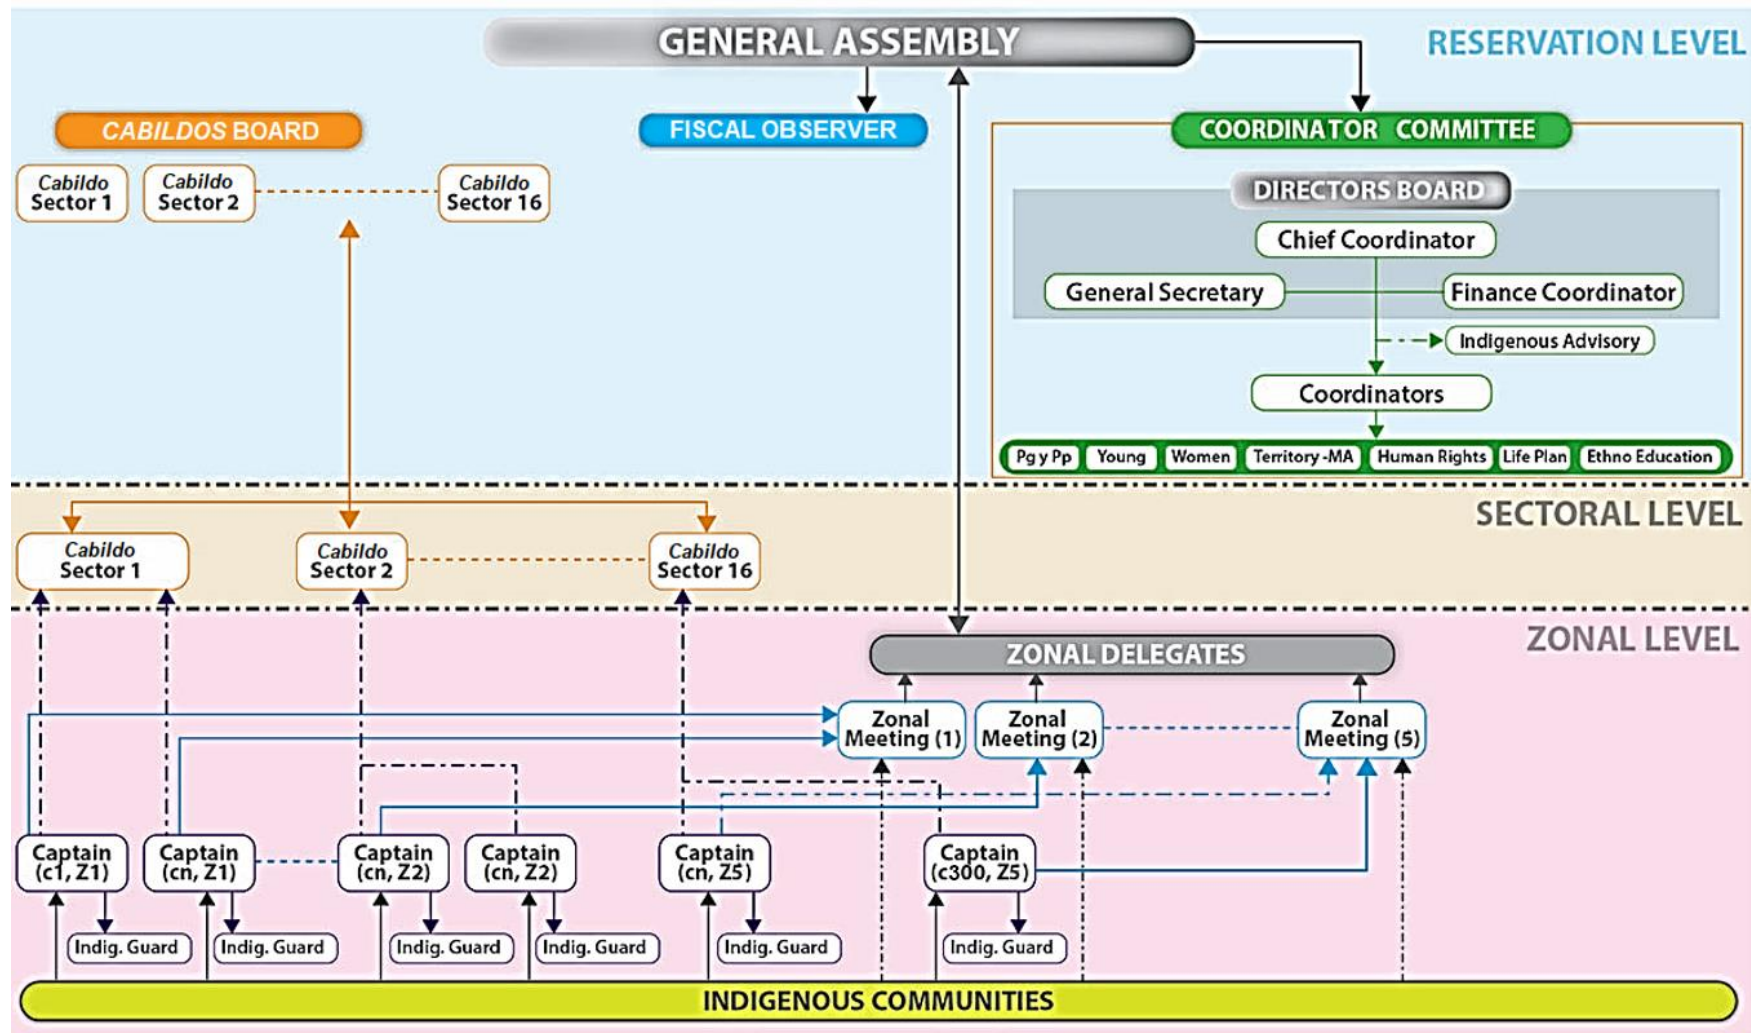 GENERAL ASSEMBLY
RESERVATION LEVEL
CABILDOS BOARD
FISCAL OBSERVER
COORDINATOR COMMITTEE
Cabildo
Sector 1
Cabildo
Sector 2
Cabildo
Sector 16
DIRECTORS BOARD
Chief Coordinator
General Secretary
Finance Coordinator
Indigenous Advisory
Coordinators
Pg y Pp
Young
Women
Territory -MA
Human Rights
Life Plan
Ethno Education
SECTORAL LEVEL
Cabildo
Sector 1
Cabildo
Sector 2
Cabildo
Sector 16
ZONAL LEVEL
ZONAL DELEGATES
Zonal
Meeting (1)
Zonal
Meeting (2)
Zonal
Meeting (5)
Captain
(c1, Z1)
Captain
(cn, Z1)
Captain
(cn, Z2)
Captain
(cn, Z2)
Captain
(cn, Z5)
Captain
(c300, Z5)
Indig. Guard
Indig. Guard
Indig. Guard
Indig. Guard
Indig. Guard
Indig. Guard
INDIGENOUS COMMUNITIES